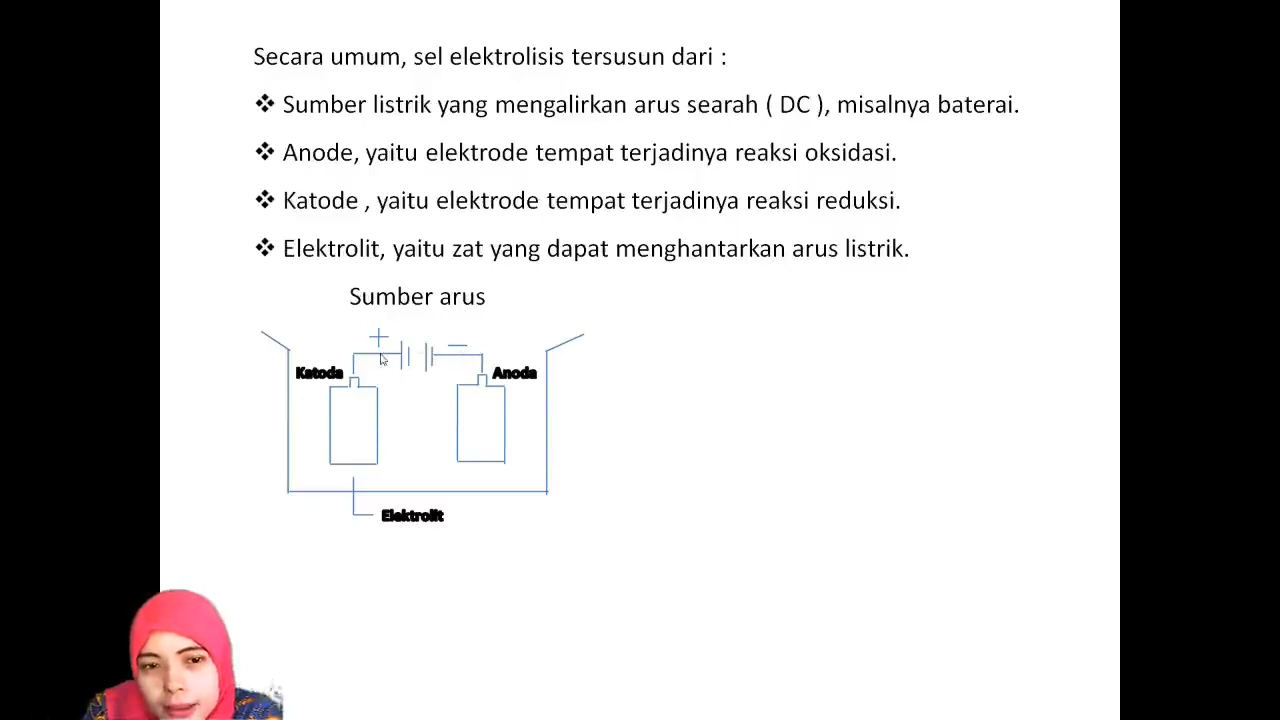 Secara umum, sel elektrolisis tersusun dari :
❖ Sumber listrik yang mengalirkan arus searah ( DC ), misalnya baterai.
❖ Anode, yaitu elektrode tempat terjadinya reaksi oksidasi.
❖ Katode , yaitu elektrode tempat terjadinya reaksi reduksi.
❖ Elektrolit, yaitu zat yang dapat menghantarkan arus listrik.
Sumber arus
+ −
Katoda Anoda
Elektrolit